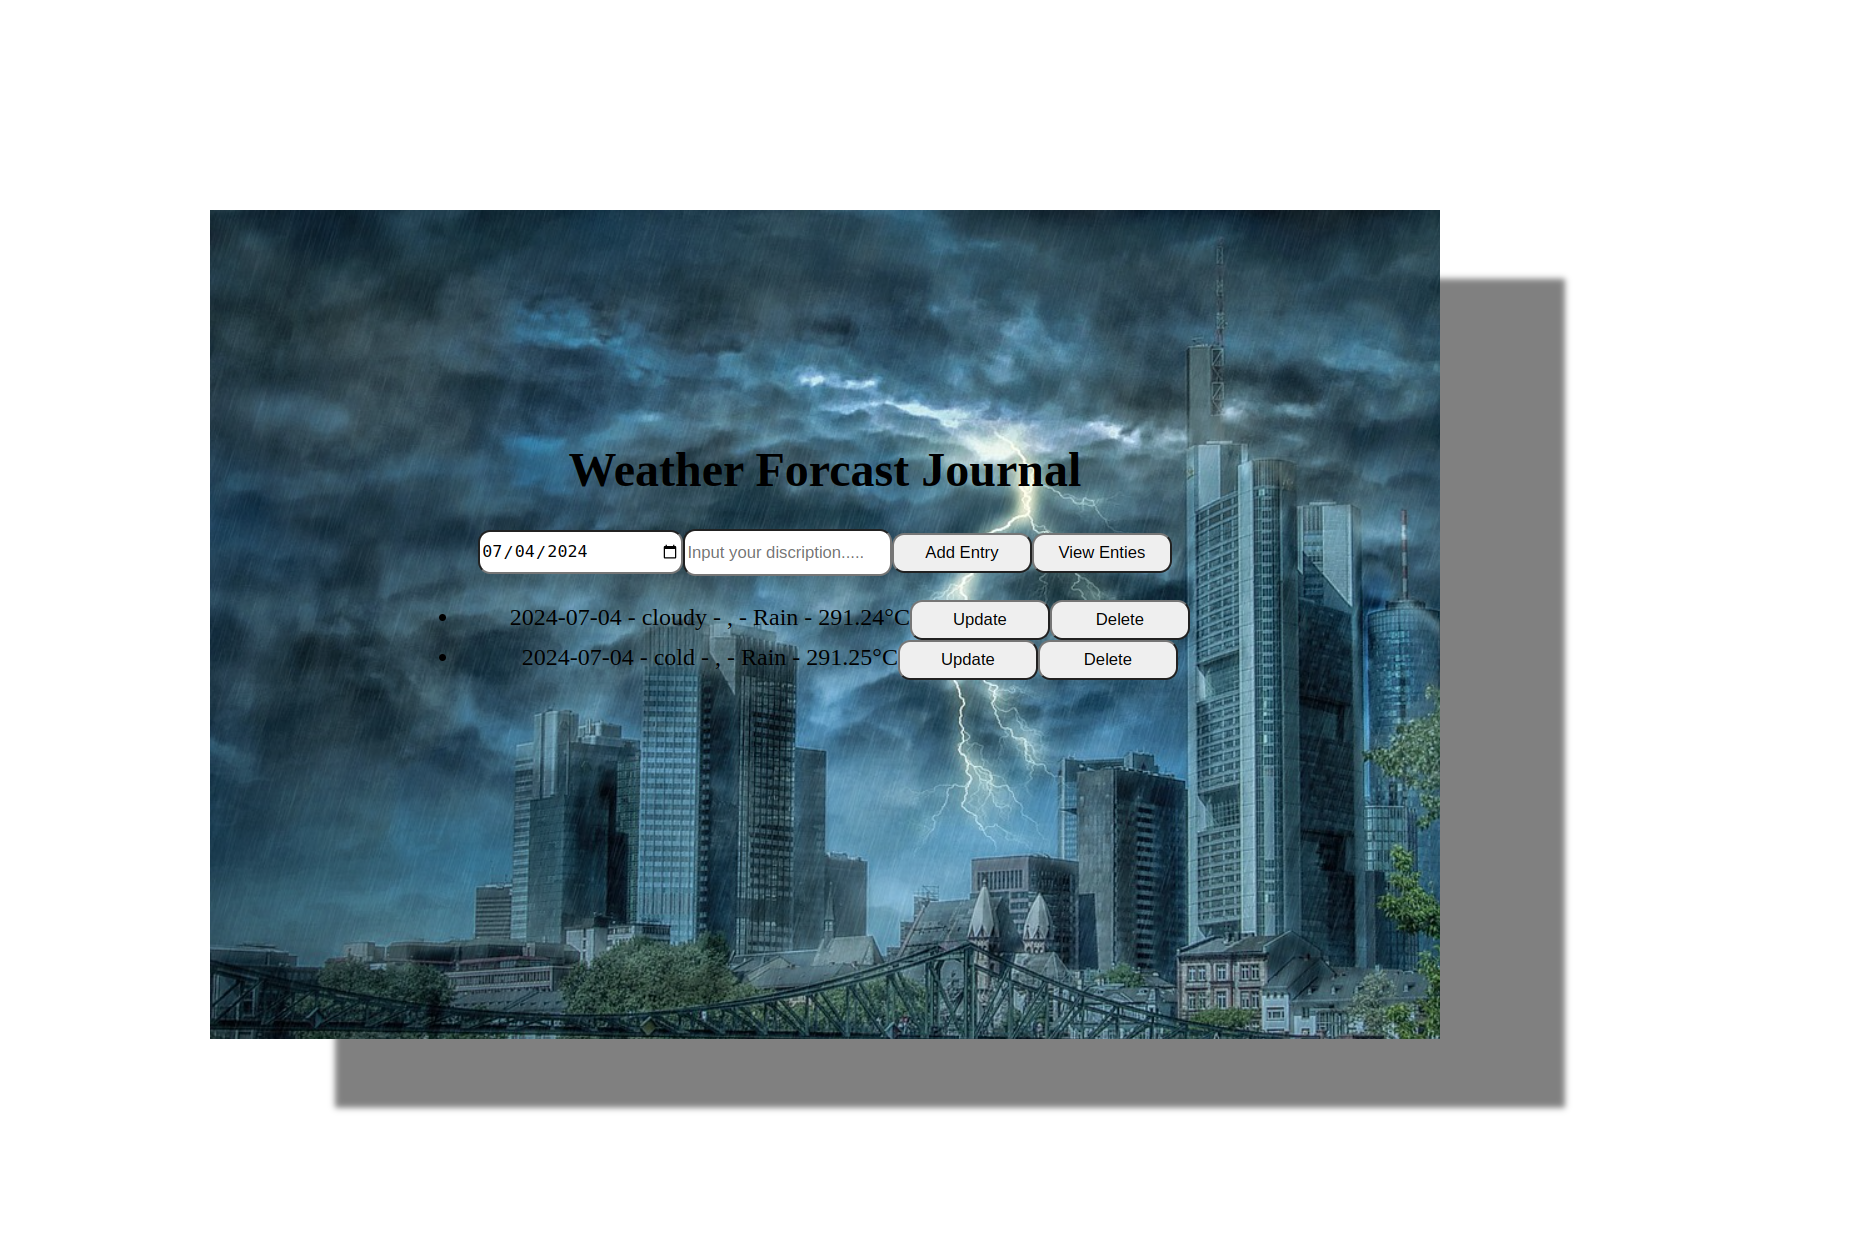 Weather Forcast Journal
07/04/2024 Input your discription..... Add Entry View Enties
2024-07-04 - cloudy - , - Rain - 291.24°C Update Delete
2024-07-04 - cold - , - Rain - 291.25°C Update Delete